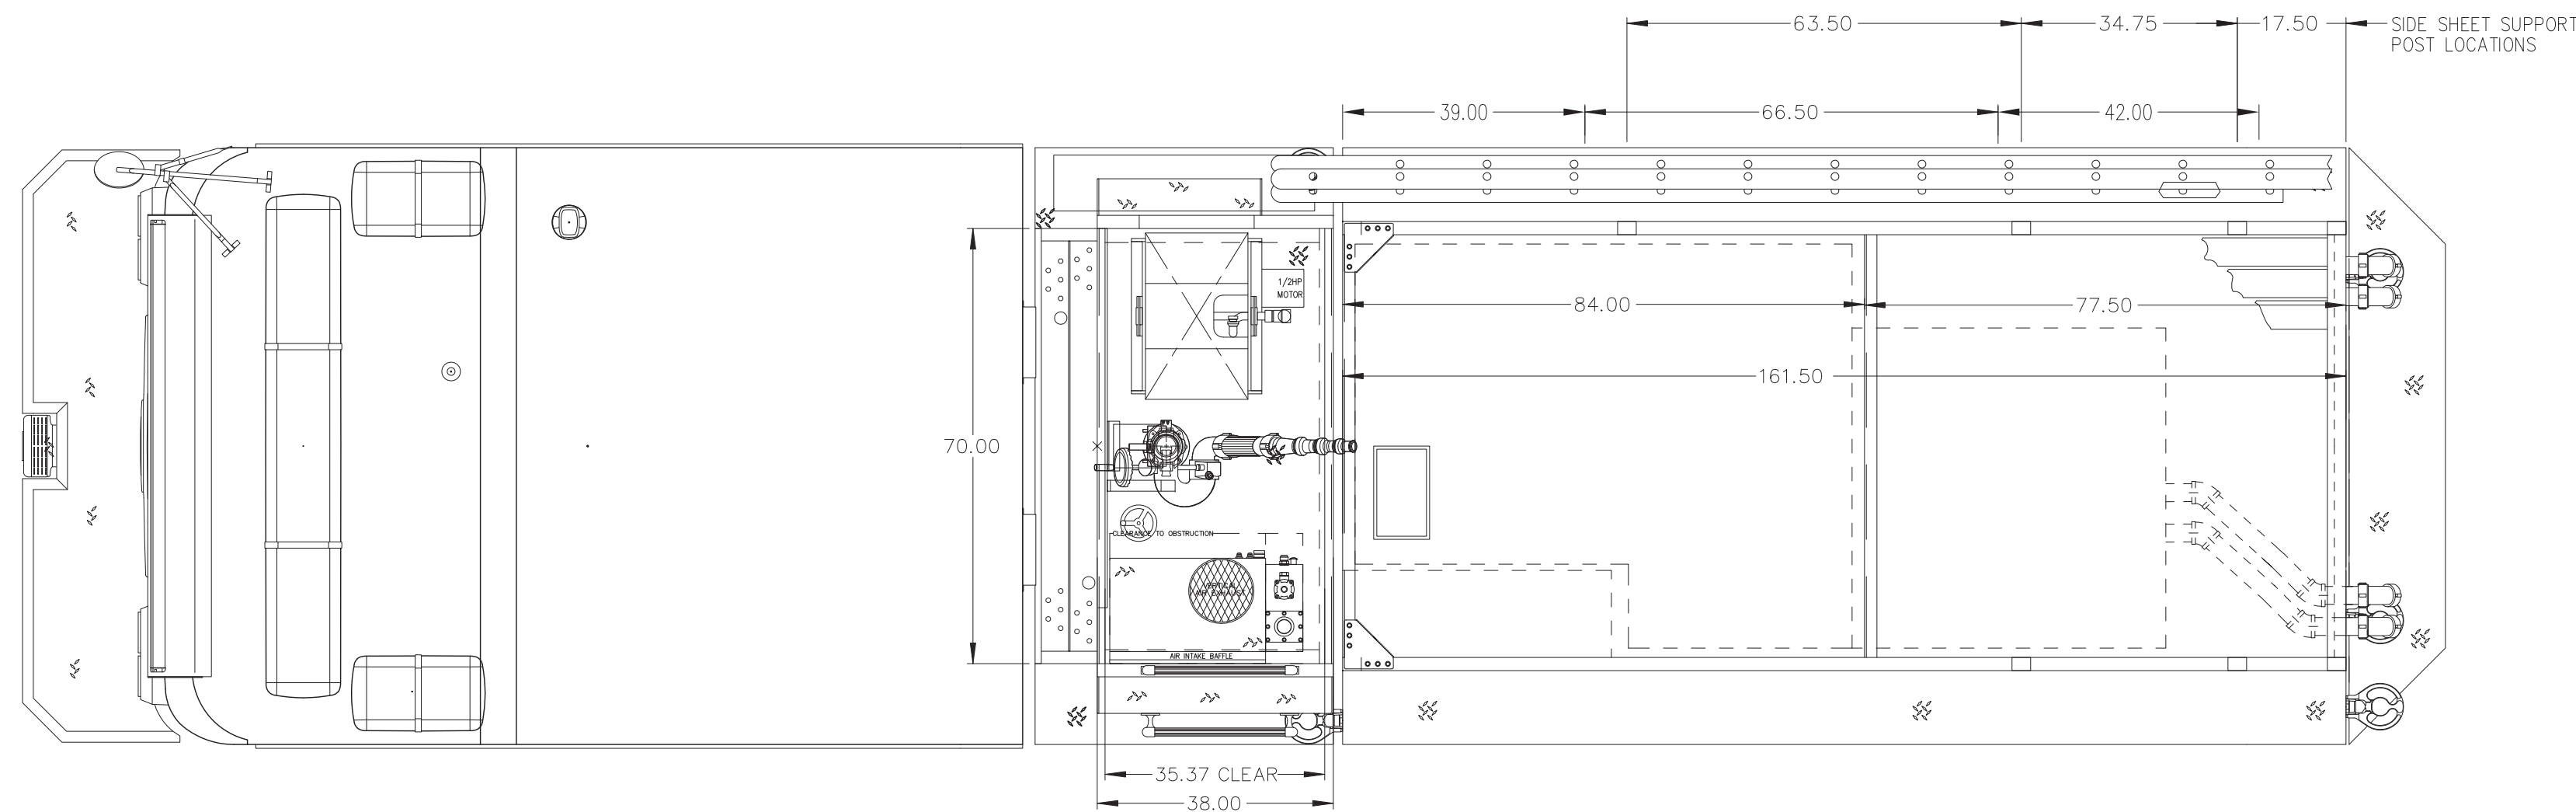 63.50
34.75
17.50
SIDE SHEET SUPPORT
POST LOCATIONS
39.00
66.50
42.00
1/2HP
MOTOR
84.00
77.50
161.50
70.00
CLEARANCE TO OBSTRUCTION
VERTICAL
AIR EXHAUST
AIR INTAKE BAFFLE
35.37 CLEAR
38.00